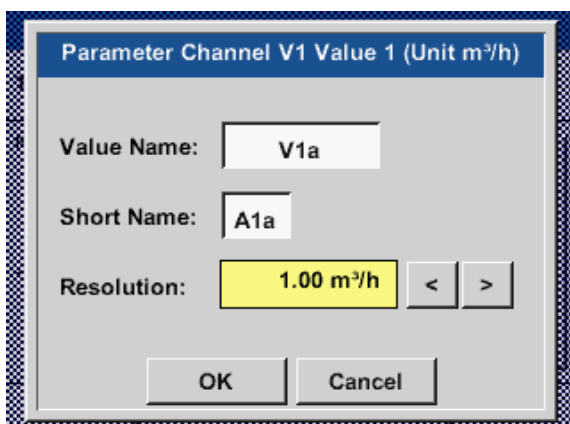 Parameter Channel V1 Value 1 (Unit m³/h)
Value Name: V1a
Short Name: A1a
Resolution: 1.00 m³/h < >
OK Cancel